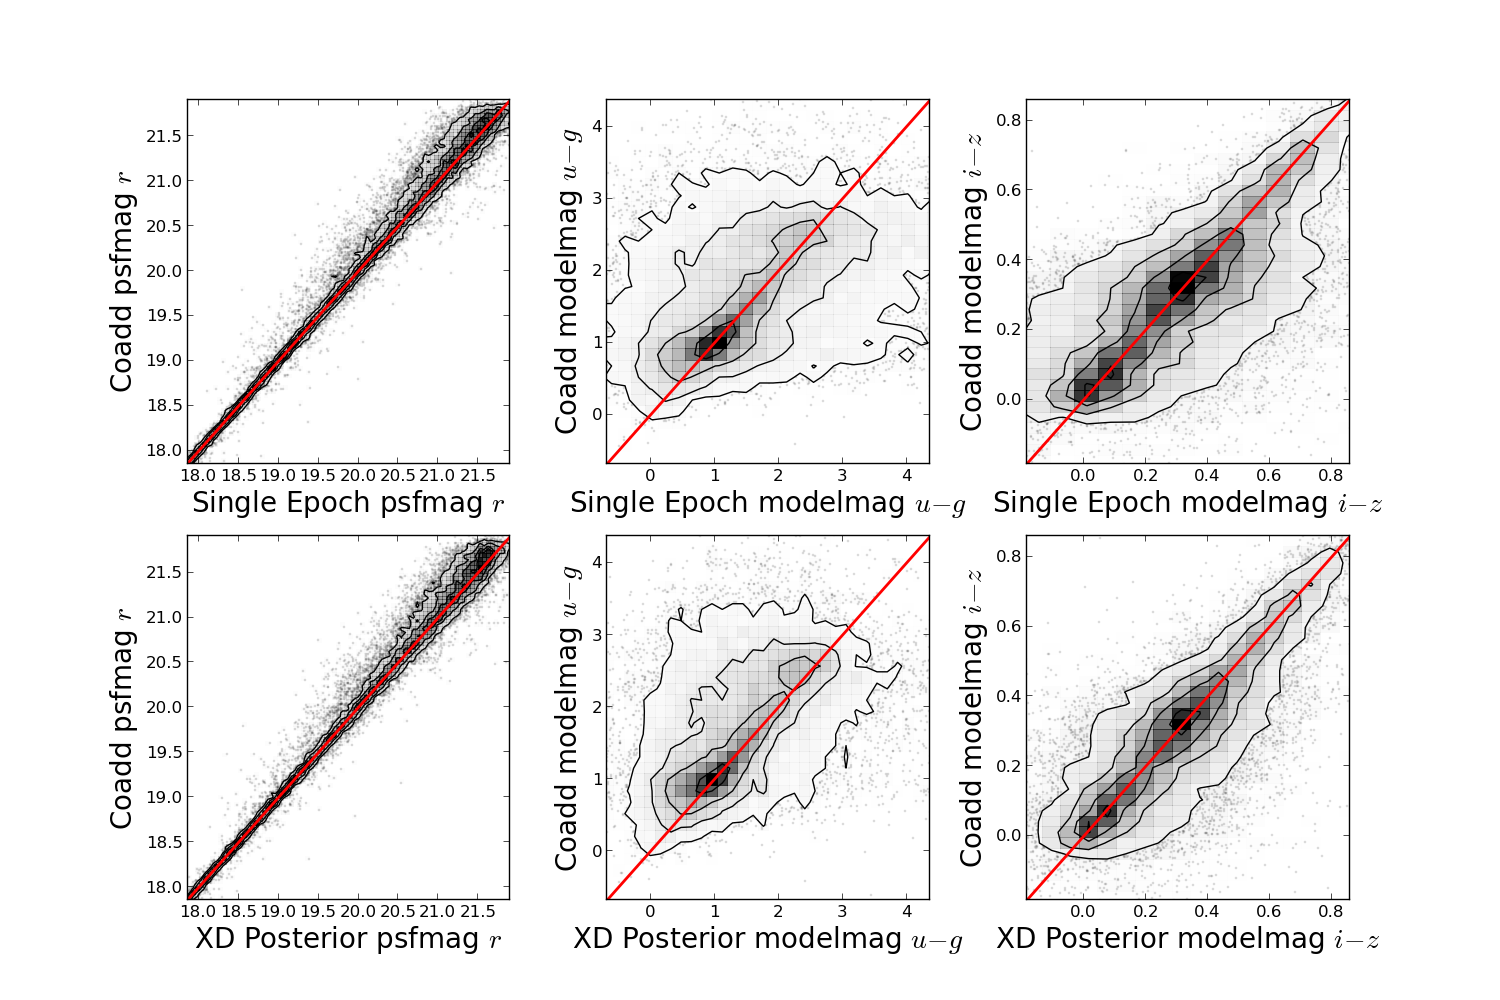 Coadd psfmag r
21.5
21.0
20.5
20.0
19.5
19.0
18.5
18.0
18.0 18.5 19.0 19.5 20.0 20.5 21.0 21.5
Single Epoch psfmag r
Coadd modelmag u−g
4
3
2
1
0
0 1 2 3 4
Single Epoch modelmag u−g
Coadd modelmag i−z
0.8
0.6
0.4
0.2
0.0
0.0 0.2 0.4 0.6 0.8
Single Epoch modelmag i−z
Coadd psfmag r
21.5
21.0
20.5
20.0
19.5
19.0
18.5
18.0
18.0 18.5 19.0 19.5 20.0 20.5 21.0 21.5
XD Posterior psfmag r
Coadd modelmag u−g
4
3
2
1
0
0 1 2 3 4
XD Posterior modelmag u−g
Coadd modelmag i−z
0.8
0.6
0.4
0.2
0.0
0.0 0.2 0.4 0.6 0.8
XD Posterior modelmag i−z